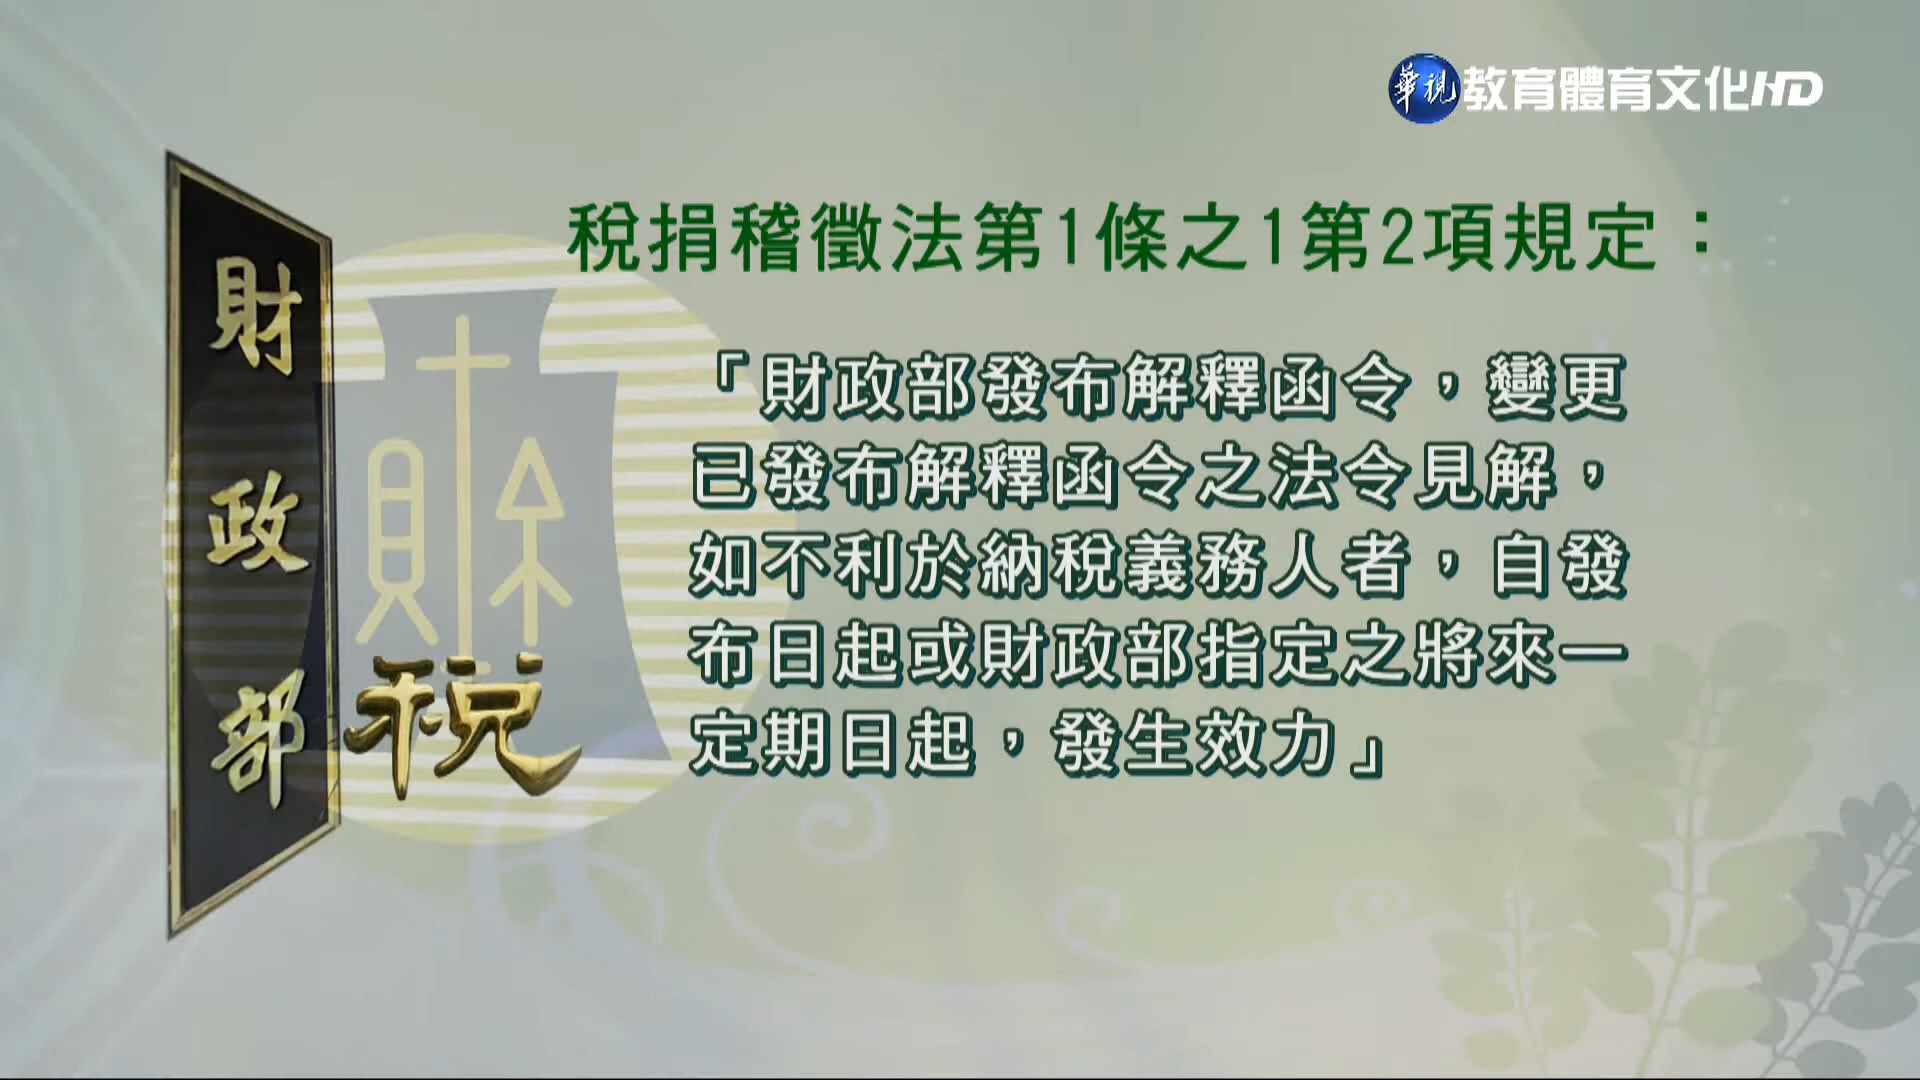 華視教育體育文化HD
稅捐稽徵法第1條之1第2項規定：
「財政部發布解釋函令，變更
已發布解釋函令之法令見解，
如不利於納稅義務人者，自發
布日起或財政部指定之將來一
定期日起，發生效力」
財政部
稅